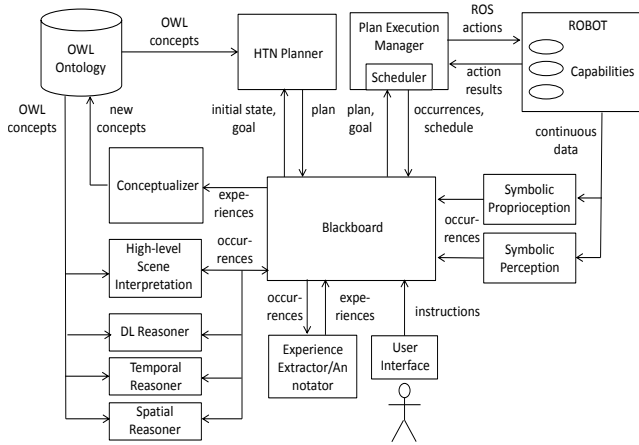 OWL
Ontology
OWL
concepts
HTN Planner
Plan Execution
Manager
Scheduler
ROS
actions
action
results
ROBOT
Capabilities
OWL
concepts
new
concepts
initial state,
goal
plan
plan,
goal
occurrences,
schedule
continuous
data
Conceptualizer
expe-
riences
Blackboard
Symbolic
Proprioception
occur-
rences
Symbolic
Perception
High-level
Scene
Interpretation
occur-
rences
DL Reasoner
Temporal
Reasoner
Spatial
Reasoner
occur-
rences
expe-
riences
instructions
Experience
Extractor/An
notator
User
Interface